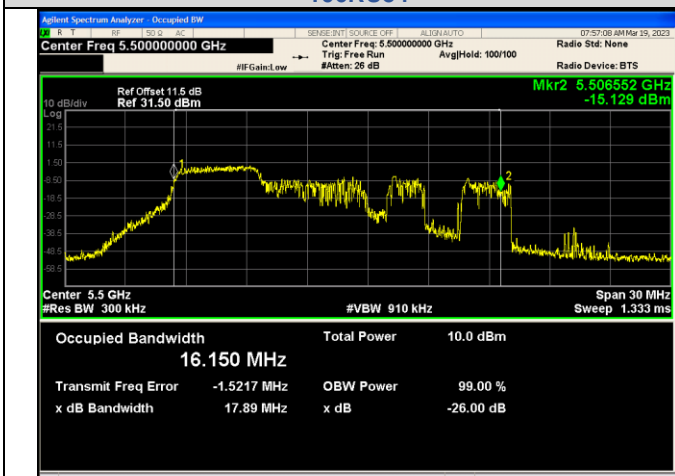 Agilent Spectrum Analyzer - Occupied BW
R T RF 50 Ω AC SENSE:INT SOURCE OFF ALIGN AUTO 07:57:08 AM Mar 19, 2023
Center Freq 5.500000000 GHz Center Freq: 5.500000000 GHz Radio Std: None
Trig: Free Run Avg|Hold: 100/100
#IFGain:Low #Atten: 26 dB Radio Device: BTS
Ref Offset 11.5 dB Mkr2 5.506552 GHz
10 dB/div Ref 31.50 dBm -15.129 dBm
Log
21.5
11.5
1.50
-8.50
-18.5
-28.5
-38.5
-48.5
-58.5
1
2
Center 5.5 GHz Span 30 MHz
#Res BW 300 kHz #VBW 910 kHz Sweep 1.333 ms
Occupied Bandwidth Total Power 10.0 dBm
16.150 MHz
Transmit Freq Error -1.5217 MHz OBW Power 99.00 %
x dB Bandwidth 17.89 MHz x dB -26.00 dB